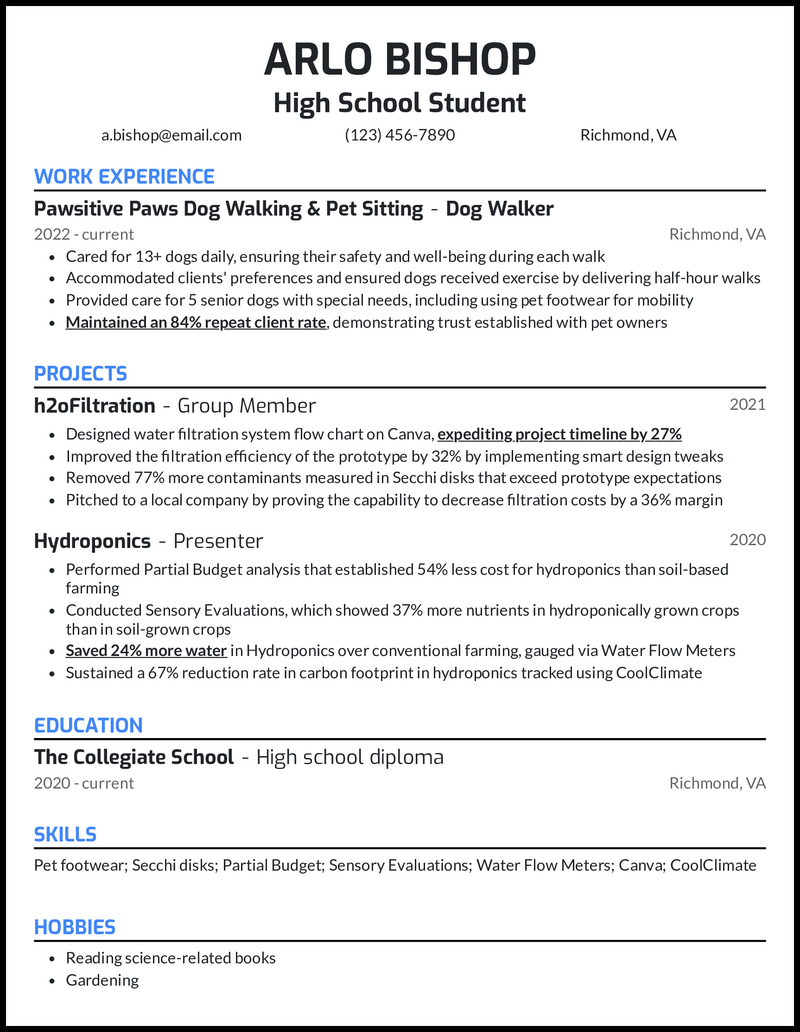 ARLO BISHOP
High School Student
a.bishop@email.com (123) 456-7890 Richmond, VA
WORK EXPERIENCE
Pawsitive Paws Dog Walking & Pet Sitting - Dog Walker
2022 - current Richmond, VA
• Cared for 13+ dogs daily, ensuring their safety and well-being during each walk
• Accommodated clients' preferences and ensured dogs received exercise by delivering half-hour walks
• Provided care for 5 senior dogs with special needs, including using pet footwear for mobility
• Maintained an 84% repeat client rate, demonstrating trust established with pet owners
PROJECTS
h2oFiltration - Group Member 2021
• Designed water filtration system flow chart on Canva, expediting project timeline by 27%
• Improved the filtration efficiency of the prototype by 32% by implementing smart design tweaks
• Removed 77% more contaminants measured in Secchi disks that exceed prototype expectations
• Pitched to a local company by proving the capability to decrease filtration costs by a 36% margin
Hydroponics - Presenter 2020
• Performed Partial Budget analysis that established 54% less cost for hydroponics than soil-based
farming
• Conducted Sensory Evaluations, which showed 37% more nutrients in hydroponically grown crops
than in soil-grown crops
• Saved 24% more water in Hydroponics over conventional farming, gauged via Water Flow Meters
• Sustained a 67% reduction rate in carbon footprint in hydroponics tracked using CoolClimate
EDUCATION
The Collegiate School - High school diploma
2020 - current Richmond, VA
SKILLS
Pet footwear; Secchi disks; Partial Budget; Sensory Evaluations; Water Flow Meters; Canva; CoolClimate
HOBBIES
• Reading science-related books
• Gardening